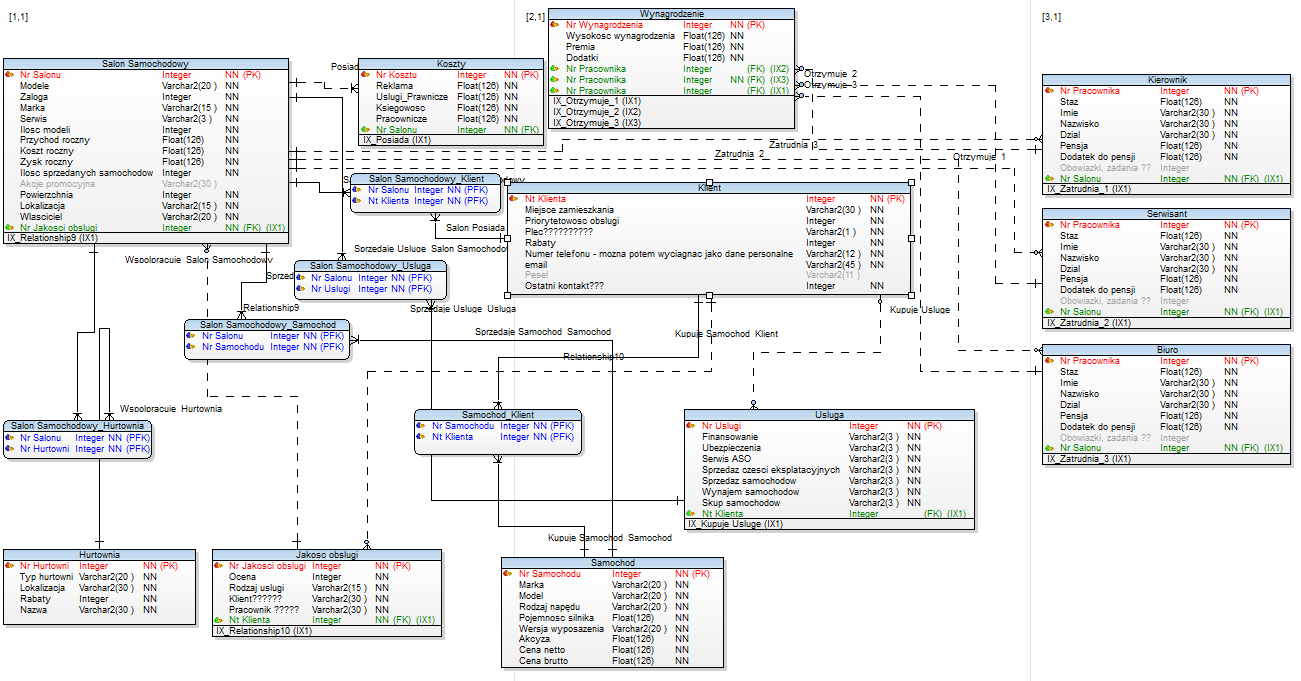 [1,1]
[2,1]
[3,1]
Salon Samochodowy
Nr Salonu Integer NN (PK)
Modele Varchar2(20 ) NN
Zaloga Integer NN
Marka Varchar2(15 ) NN
Serwis Varchar2(3 ) NN
Ilosc modeli Integer NN
Przychod roczny Float(126) NN
Koszt roczny Float(126) NN
Zysk roczny Float(126) NN
Ilosc sprzedanych samochodow Integer NN
Akcje promocyjna Varchar2(30 )
Powierzchnia Integer NN
Lokalizacja Varchar2(15 ) NN
Wlasciciel Varchar2(20 ) NN
Nr Jakosci obslugi Integer NN (FK) (IX1)
IX_Relationship9 (IX1)
Posiad
Koszty
Nr Kosztu Integer NN (PK)
Reklama Float(126) NN
Uslugi_Prawnicze Float(126) NN
Ksiegowosc Float(126) NN
Pracownicze Float(126) NN
Nr Salonu Integer NN (FK)
IX_Posiada (IX1)
Wynagrodzenie
Nr Wynagrodzenia Integer NN (PK)
Wysokosc wynagrodzenia Float(126) NN
Premia Float(126) NN
Dodatki Float(126) NN
Nr Pracownika Integer (FK) (IX2)
Nr Pracownika Integer NN (FK) (IX3)
Nr Pracownika Integer (FK) (IX1)
IX_Otrzymuje_1 (IX1)
IX_Otrzymuje_2 (IX2)
IX_Otrzymuje_3 (IX3)
Otrzymuje 2
Otrzymuje 3
Zatrudnia 3
Zatrudnia 2
Otrzymuje 1
Kierownik
Nr Pracownika Integer NN (PK)
Staz Float(126) NN
Imie Varchar2(30 ) NN
Nazwisko Varchar2(30 ) NN
Dzial Varchar2(30 ) NN
Pensja Float(126) NN
Dodatek do pensji Float(126) NN
Obowiazki, zadania ?? Integer
Nr Salonu Integer NN (FK) (IX1)
IX_Zatrudnia_1 (IX1)
Salon Samochodowy_Klient
Nr Salonu Integer NN (PFK)
Nt Klienta Integer NN (PFK)
Salon Posiada
Klient
Nt Klienta Integer NN (PK)
Miejsce zamieszkania Varchar2(30 ) NN
Priorytetowosc obslugi Integer NN
Plec?????????? Varchar2(1 ) NN
Rabaty Integer NN
Numer telefonu - mozna potem wyciagnac jako dane personalne Varchar2(12 ) NN
email Varchar2(45 ) NN
Pesel Varchar2(11 )
Ostatni kontakt??? Integer NN
Serwisant
Nr Pracownika Integer NN (PK)
Staz Float(126) NN
Imie Varchar2(30 ) NN
Nazwisko Varchar2(30 ) NN
Dzial Varchar2(30 ) NN
Pensja Float(126) NN
Dodatek do pensji Float(126) NN
Obowiazki, zadania ?? Integer
Nr Salonu Integer NN (FK) (IX1)
IX_Zatrudnia_2 (IX1)
Wspolpracuje Salon Samochodowy
Sprzedaje Usluge Salon Samochodo
Sprzed
Salon Samochodowy_Usluga
Nr Salonu Integer NN (PFK)
Nr Uslugi Integer NN (PFK)
Relationship9
Sprzedaje Usluge Usluga
Kupuje Usluge
Salon Samochodowy_Samochod
Nr Salonu Integer NN (PFK)
Nr Samochodu Integer NN (PFK)
Sprzedaje Samochod Samochod
Kupuje Samochod Klient
Relationship10
Biuro
Nr Pracownika Integer NN (PK)
Staz Float(126) NN
Imie Varchar2(30 ) NN
Nazwisko Varchar2(30 ) NN
Dzial Varchar2(30 ) NN
Pensja Float(126) NN
Dodatek do pensji Float(126) NN
Obowiazki, zadania ?? Integer
Nr Salonu Integer NN (FK) (IX1)
IX_Zatrudnia_3 (IX1)
Wspolpracuje Hurtownia
Salon Samochodowy_Hurtownia
Nr Salonu Integer NN (PFK)
Nr Hurtowni Integer NN (PFK)
Samochod_Klient
Nr Samochodu Integer NN (PFK)
Nt Klienta Integer NN (PFK)
Usluga
Nr Uslugi Integer NN (PK)
Finansowanie Varchar2(3 ) NN
Ubezpieczenia Varchar2(3 ) NN
Serwis ASO Varchar2(3 ) NN
Sprzedaz czesci eksplatacyjnych Varchar2(3 ) NN
Sprzedaz samochodow Varchar2(3 ) NN
Wynajem samochodow Varchar2(3 ) NN
Skup samochodow Varchar2(3 ) NN
Nt Klienta Integer (FK) (IX1)
IX_Kupuje Usluge (IX1)
Kupuje Samochod Samochod
Hurtownia
Nr Hurtowni Integer NN (PK)
Typ hurtowni Varchar2(20 ) NN
Lokalizacja Varchar2(30 ) NN
Rabaty Integer NN
Nazwa Varchar2(30 ) NN
Jakosc obslugi
Nr Jakosci obslugi Integer NN (PK)
Ocena Integer NN
Rodzaj uslugi Varchar2(15 ) NN
Klient?????? Varchar2(30 ) NN
Pracownik ????? Varchar2(30 ) NN
Nt Klienta Integer NN (FK) (IX1)
IX_Relationship10 (IX1)
Samochod
Nr Samochodu Integer NN (PK)
Marka Varchar2(20 ) NN
Model Varchar2(20 ) NN
Rodzaj napędu Varchar2(20 ) NN
Pojemnosc silnika Float(126) NN
Wersja wyposazenia Varchar2(20 ) NN
Akcyza Float(126) NN
Cena netto Float(126) NN
Cena brutto Float(126) NN